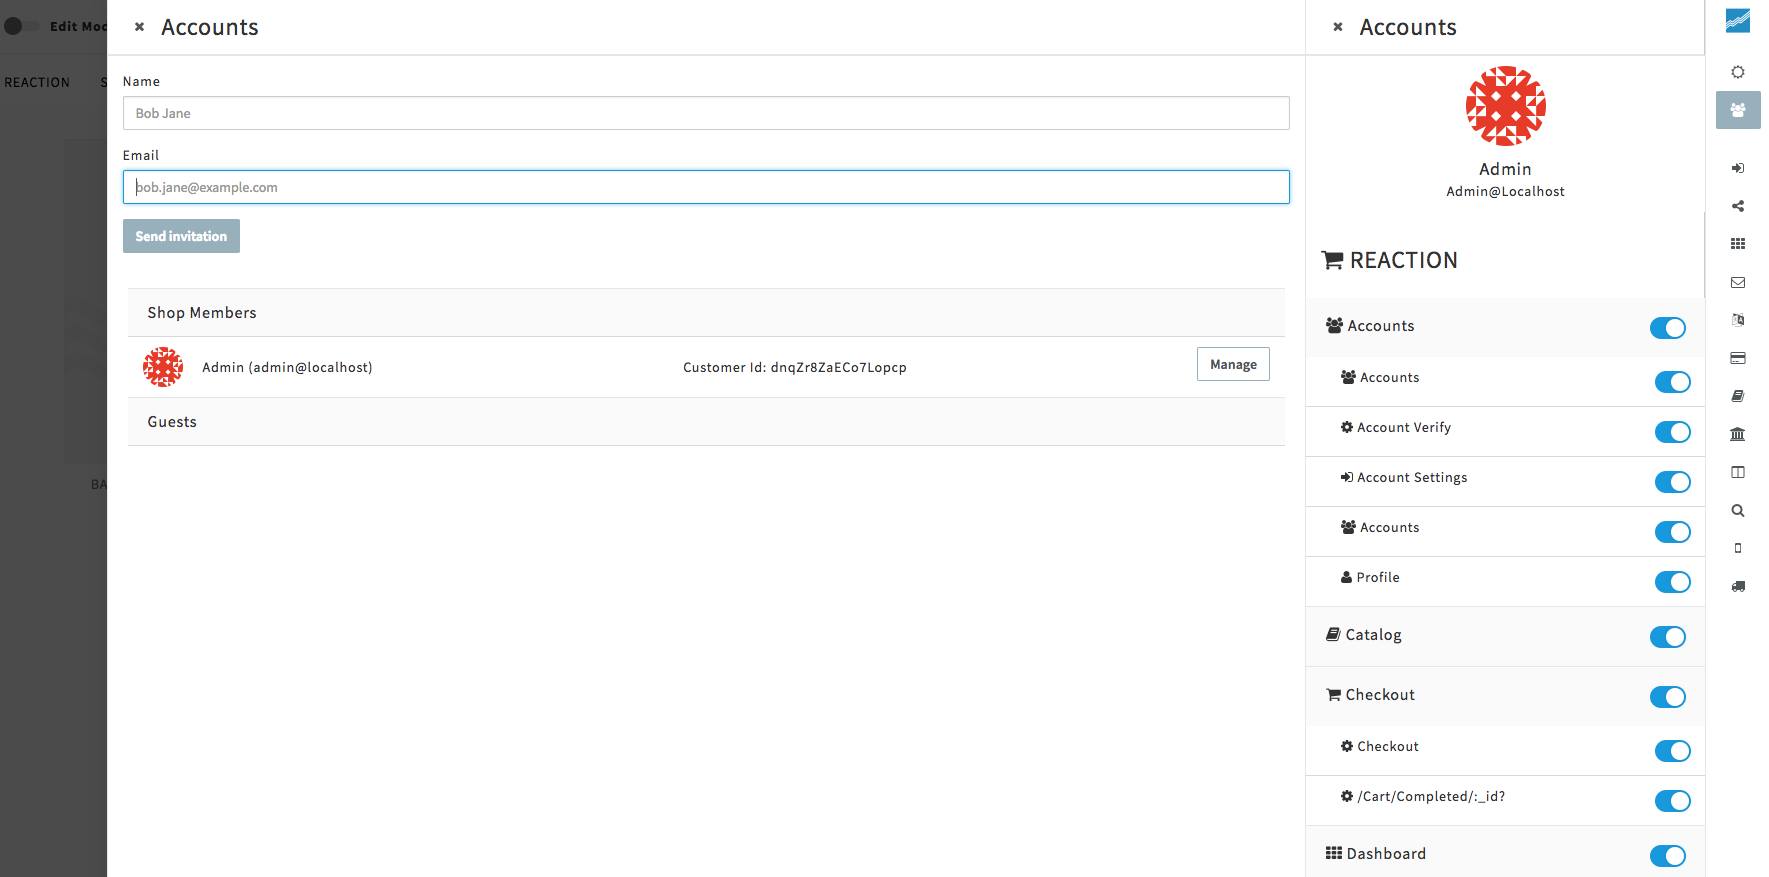 Edit Mod
REACTION S
BA
Accounts
Name
Bob Jane
Email
bob.jane@example.com
Send invitation
Shop Members
Admin (admin@localhost)
Customer Id: dnqZr8ZaECo7Lopcp
Manage
Guests
Accounts
Admin
Admin@Localhost
REACTION
Accounts
Accounts
Account Verify
Account Settings
Accounts
Profile
Catalog
Checkout
Checkout
/Cart/Completed/:_id?
Dashboard